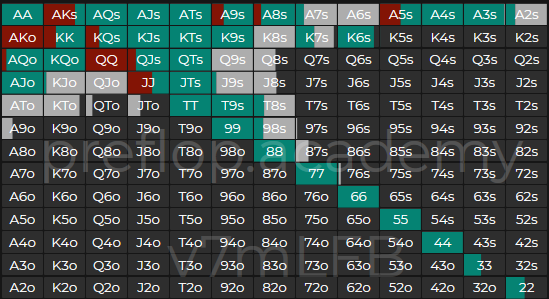 AA AKs AQs AJs ATs A9s A8s A7s A6s A5s A4s A3s A2s
AKo KK KQs KJs KTs K9s K8s K7s K6s K5s K4s K3s K2s
AQo KQo QQ QJs QTs Q9s Q8s Q7s Q6s Q5s Q4s Q3s Q2s
AJo KJo QJo JJ JTs J9s J8s J7s J6s J5s J4s J3s J2s
ATo KTo QTo JTo TT T9s T8s T7s T6s T5s T4s T3s T2s
A9o K9o Q9o J9o T9o 99 98s 97s 96s 95s 94s 93s 92s
A8o K8o Q8o J8o T8o 98o 88 87s 86s 85s 84s 83s 82s
preflop.academy
A7o K7o Q7o J7o T7o 97o 87o 77 76s 75s 74s 73s 72s
A6o K6o Q6o J6o T6o 96o 86o 76o 66 65s 64s 63s 62s
A5o K5o Q5o J5o T5o 95o 85o 75o 65o 55 54s 53s 52s
A4o K4o Q4o J4o T4o 94o 84o 74o 64o 54o 44 43s 42s
v7mLFB
A3o K3o Q3o J3o T3o 93o 83o 73o 63o 53o 43o 33 32s
A2o K2o Q2o J2o T2o 92o 82o 72o 62o 52o 42o 32o 22